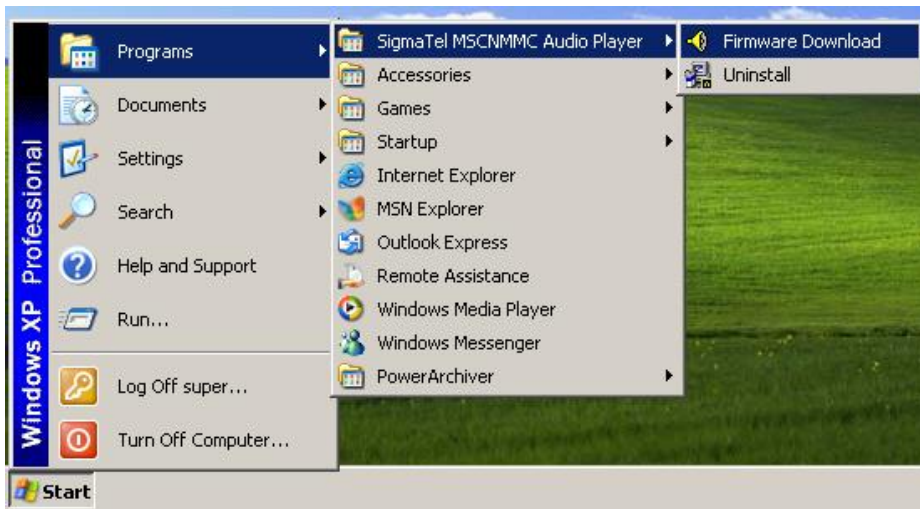 Windows XP Professional
Programs
Documents
Settings
Search
Help and Support
Run...
Log Off super...
Turn Off Computer...
SigmaTel MSCNMMC Audio Player
Accessories
Games
Startup
Internet Explorer
MSN Explorer
Outlook Express
Remote Assistance
Windows Media Player
Windows Messenger
PowerArchiver
Firmware Download
Uninstall
Start